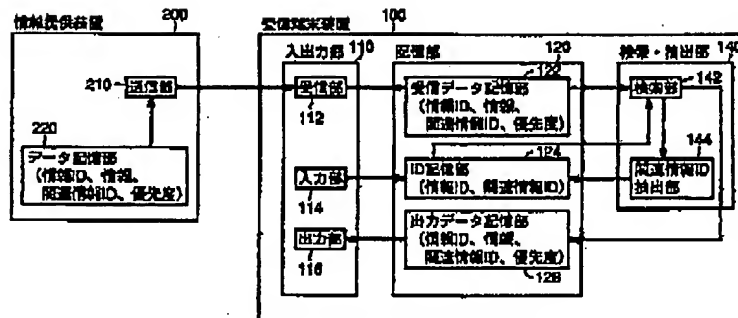 情報提供装置
200
210
送信部
220
データ記憶部
(情報ID、情報、
関連情報ID、優先度)
受信端末装置
100
入出力部
110
受信部
112
入力部
114
出力部
116
記憶部
120
122
受信データ記憶部
(情報ID、情報、
関連情報ID、優先度)
124
ID記憶部
(情報ID、関連情報ID)
出力データ記憶部
(情報ID、情報、
関連情報ID、優先度)
126
検索・抽出部
140
検索部
142
144
関連情報ID
抽出部